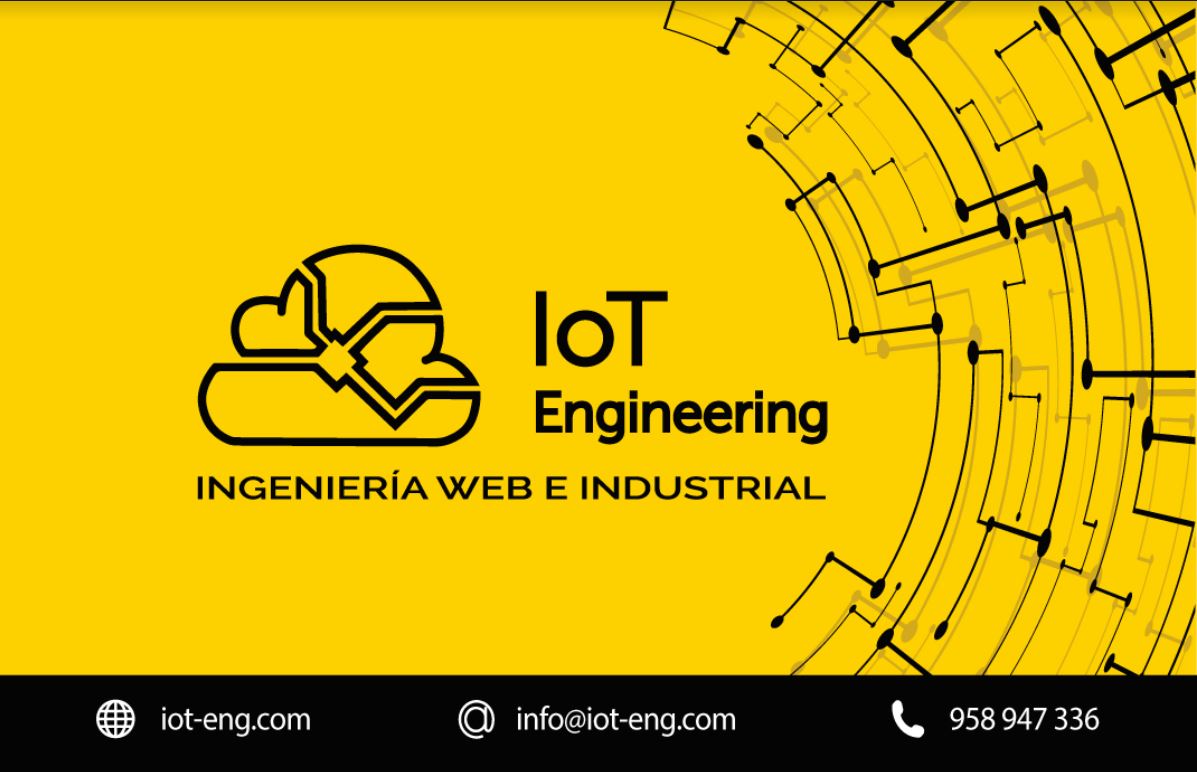 IoT
Engineering
INGENIERÍA WEB E INDUSTRIAL
iot-eng.com
info@iot-eng.com
958 947 336